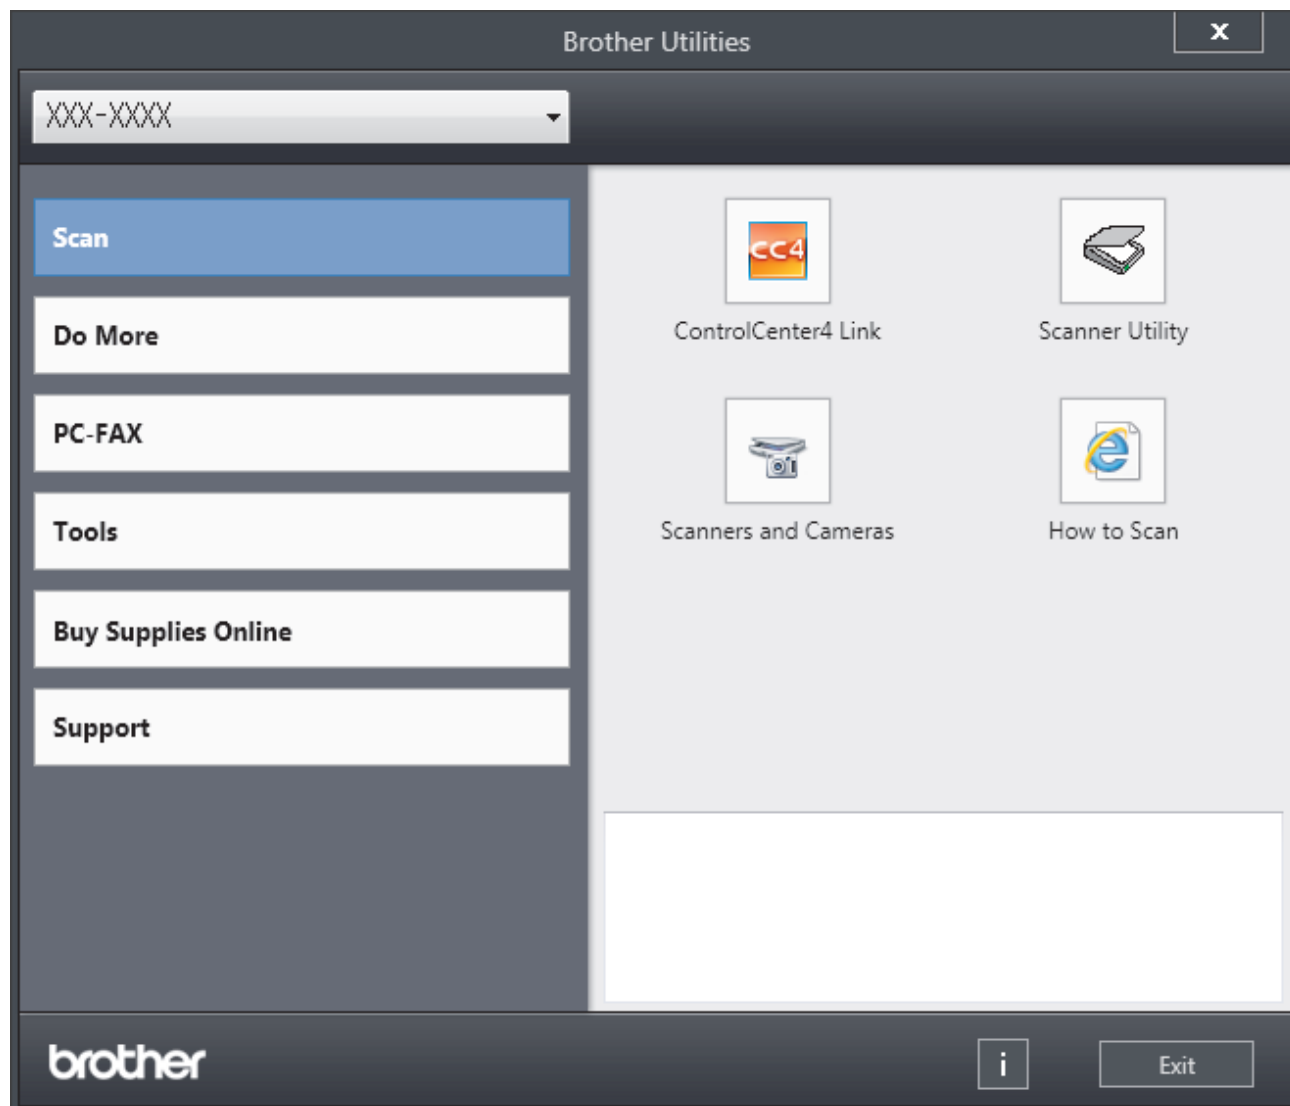 Brother Utilities
x
XXX-XXXX
Scan
Do More
PC-FAX
Tools
Buy Supplies Online
Support
CC4
ControlCenter4 Link
Scanner Utility
Scanners and Cameras
How to Scan
brother
i
Exit